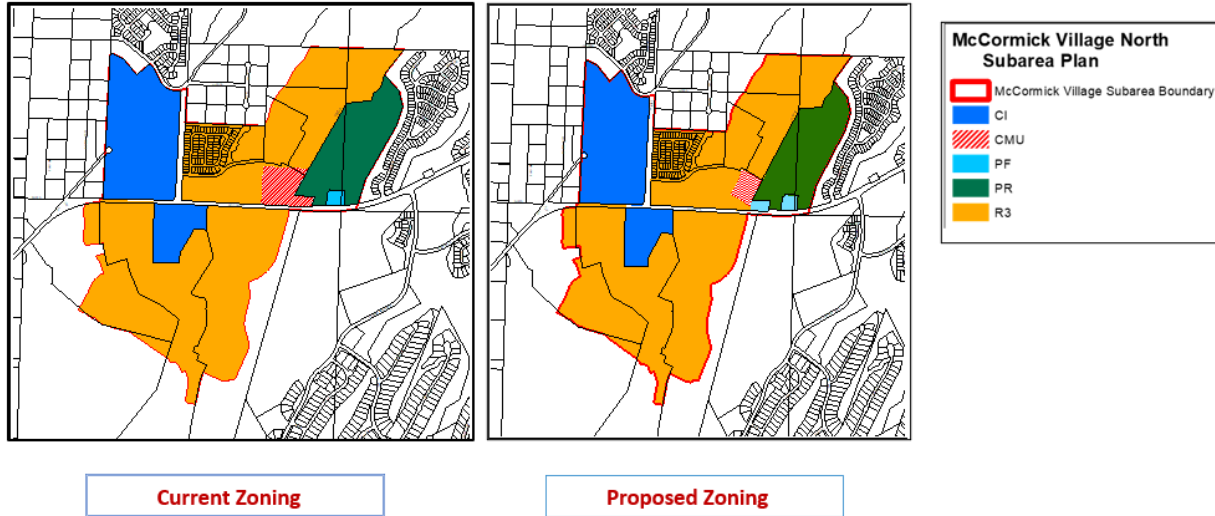 McCormick Village North
Subarea Plan
McCormick Village Subarea Boundary
CI
CMU
PF
PR
R3
Current Zoning
Proposed Zoning